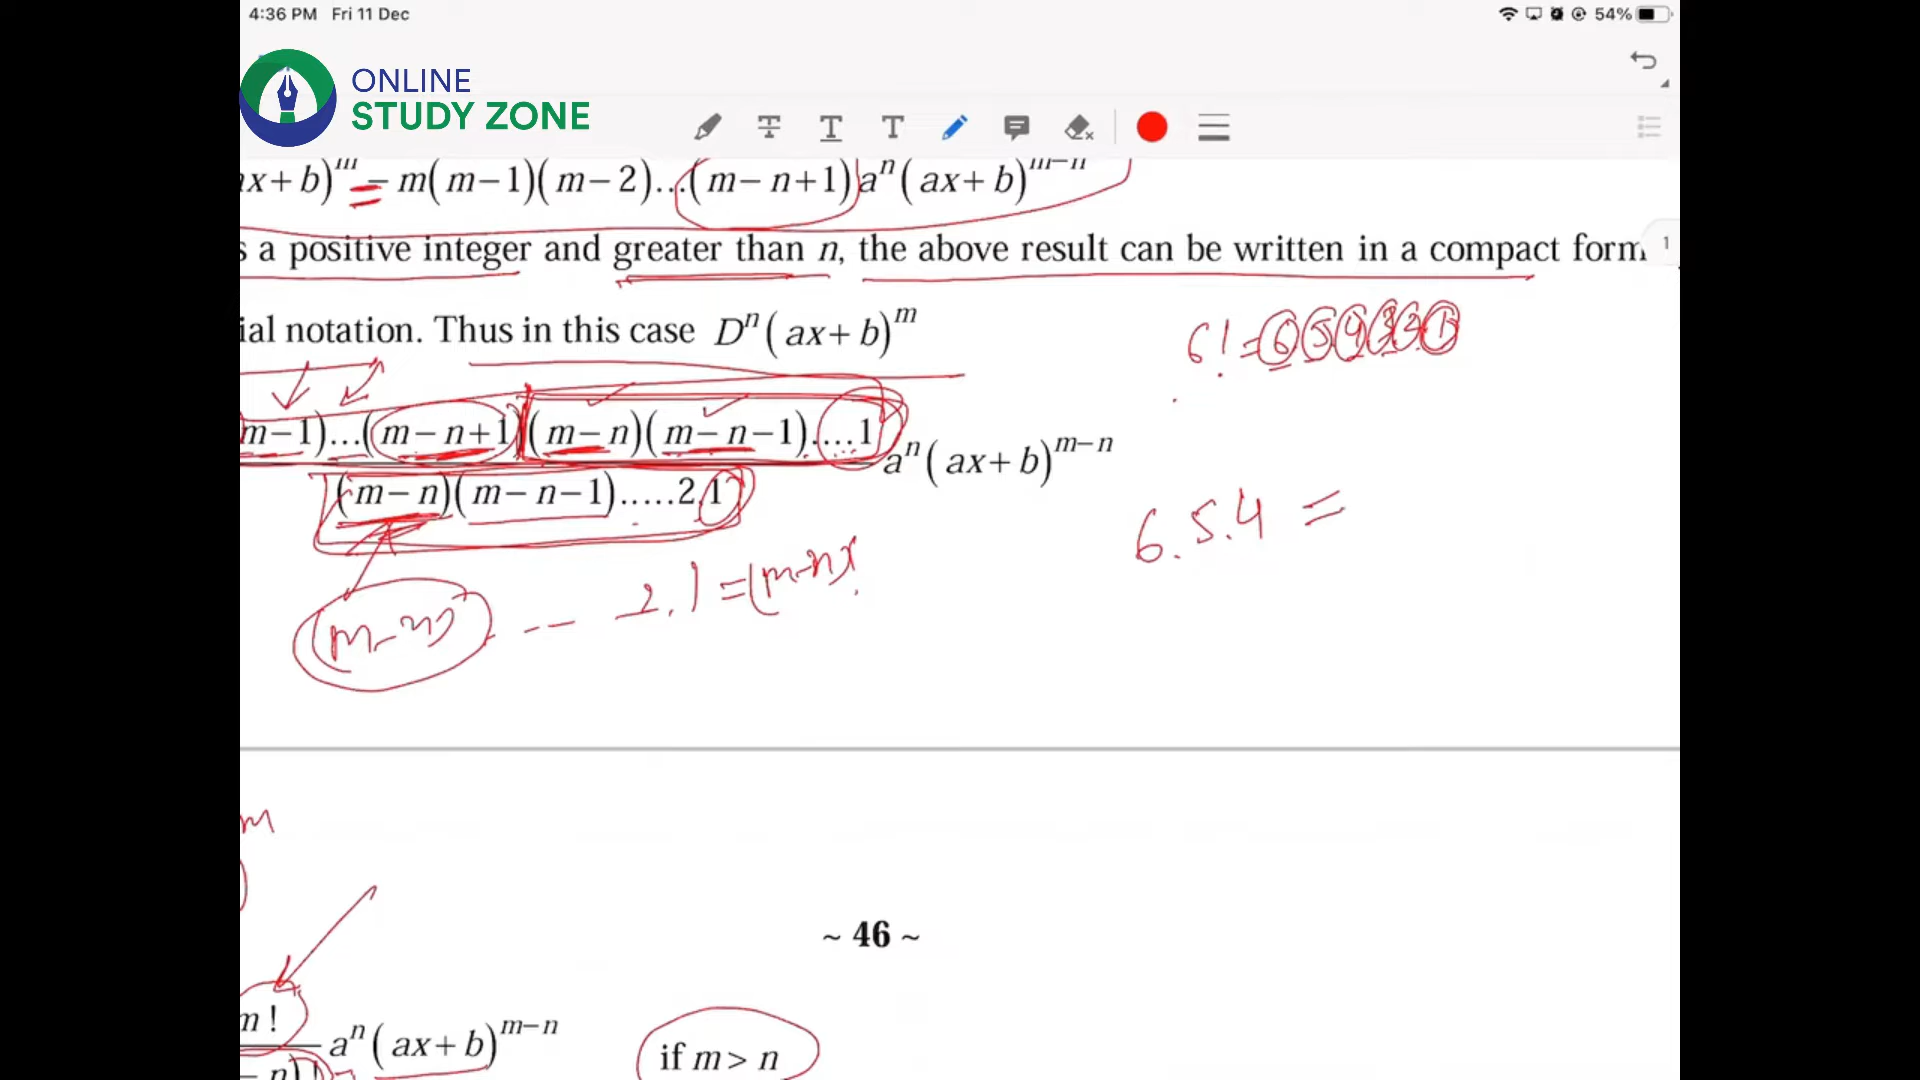 4:36 PM Fri 11 Dec 54%
ONLINE
STUDY ZONE
x+b)^m = m(m−1)(m−2)...(m−n+1)a^n(ax+b)^{m−n}
s a positive integer and greater than n, the above result can be written in a compact form
1
ial notation. Thus in this case D^n(ax+b)^m
6! = 6 5 4 3 2 1
m−1)...(m−n+1)(m−n)(m−n−1)....1
a^n(ax+b)^{m−n}
(m−n)(m−n−1).....2.1
6.5.4 =
(m−n) . -- 2.1 = (m−n)!
m
~ 46 ~
m!
a^n(ax+b)^{m−n} if m > n
− n)!